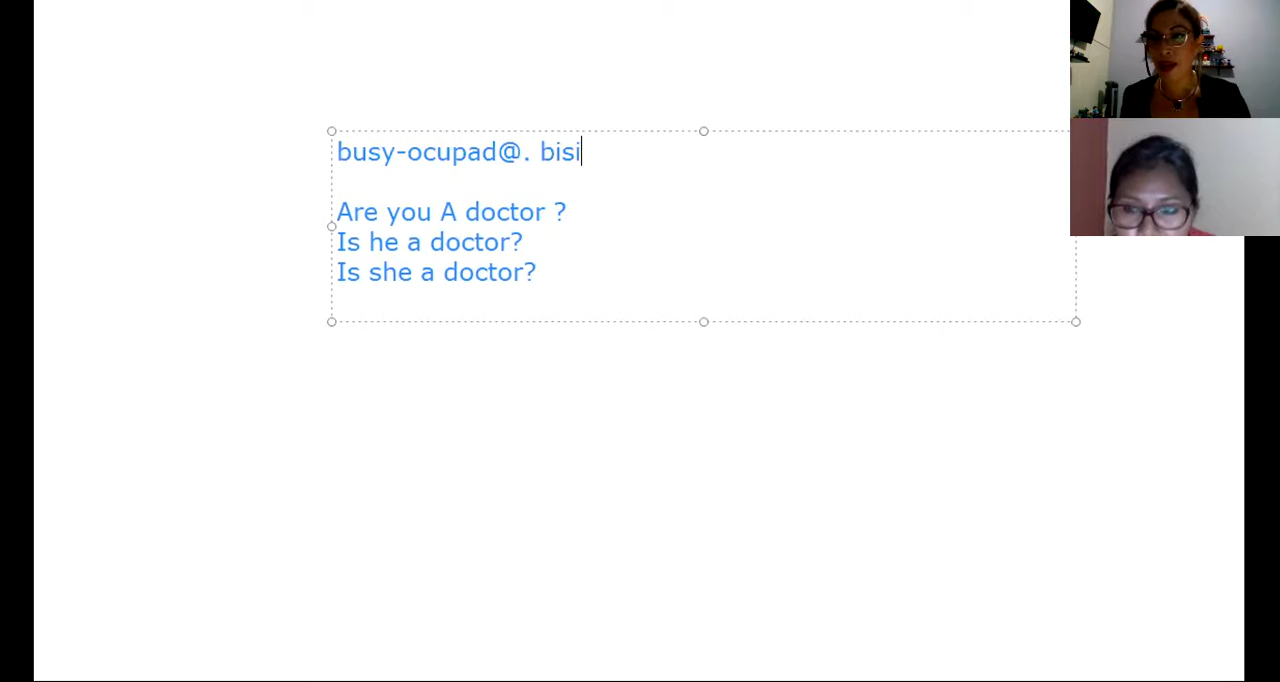 busy-ocupad@. bisi
Are you A doctor ?
Is he a doctor?
Is she a doctor?